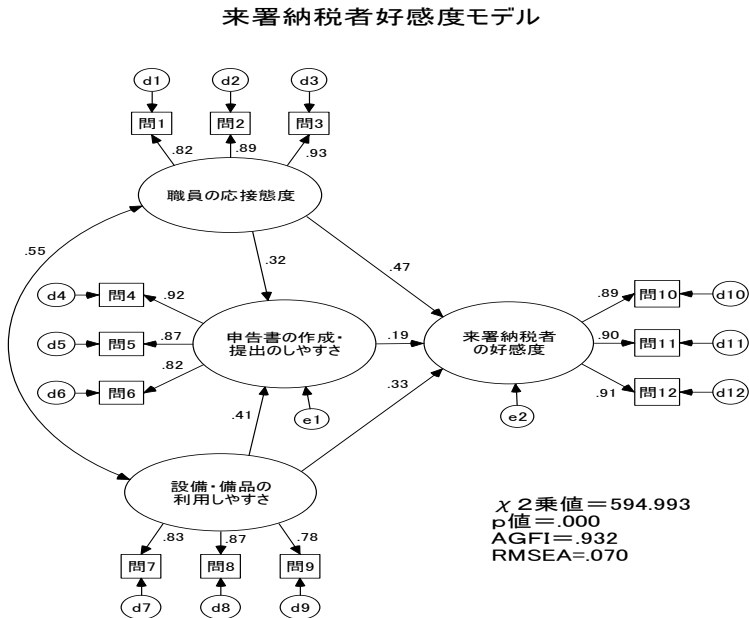 来署納税者好感度モデル
d1
d2
d3
問1
問2
問3
.82
.89
.93
職員の応接態度
.55
.32
.47
d4
問4
.92
d5
問5
.87
d6
問6
.82
申告書の作成・
提出のしやすさ
.19
来署納税者
の好感度
.89
問10
d10
.90
問11
d11
.91
問12
d12
.41
e1
.33
e2
設備・備品の
利用しやすさ
.83
.87
.78
問7
問8
問9
d7
d8
d9
χ2乗値=594.993
p値=.000
AGFI=.932
RMSEA=.070